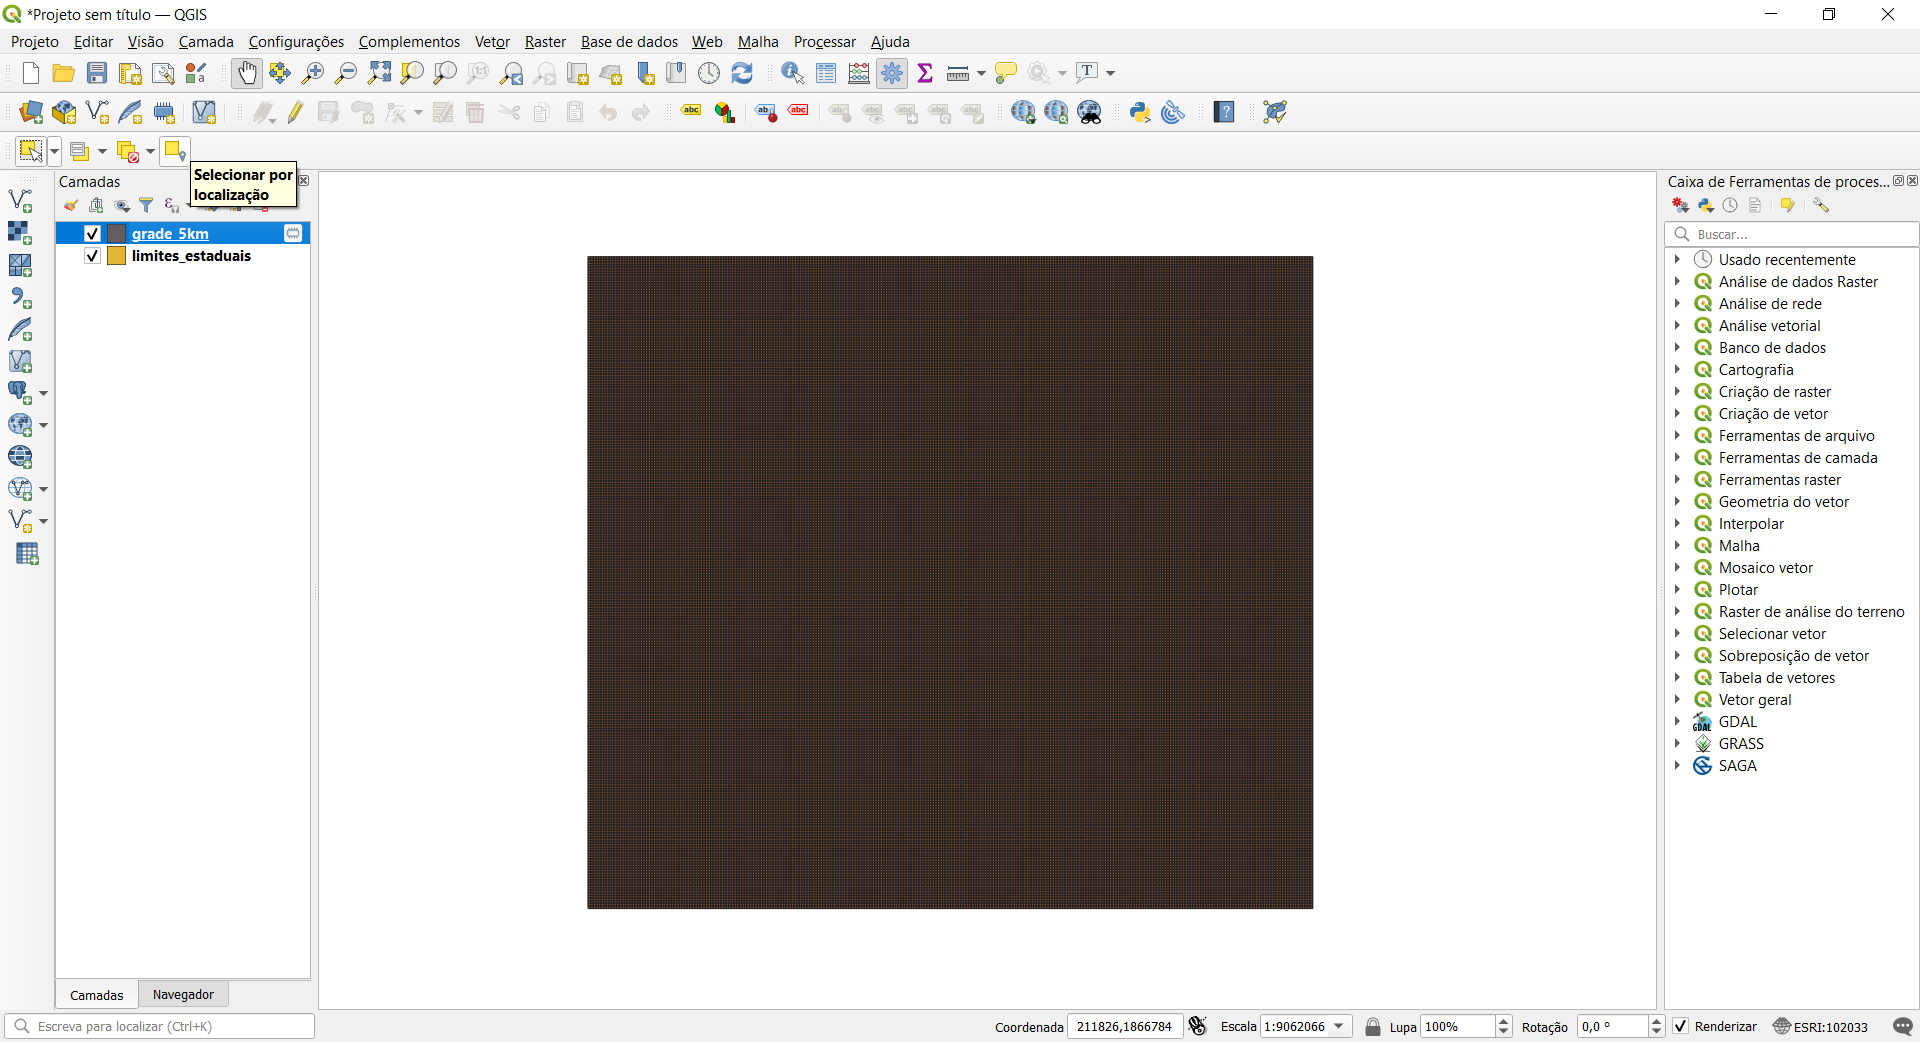 *Projeto sem título — QGIS
Projeto Editar Visão Camada Configurações Complementos Vetor Raster Base de dados Web Malha Processar Ajuda
1:1
T
abc ab abc
Selecionar por
localização
Camadas
ε
grade_5km
limites_estaduais
Caixa de Ferramentas de proces...
Buscar...
Usado recentemente
Análise de dados Raster
Análise de rede
Análise vetorial
Banco de dados
Cartografia
Criação de raster
Criação de vetor
Ferramentas de arquivo
Ferramentas de camada
Ferramentas raster
Geometria do vetor
Interpolar
Malha
Mosaico vetor
Plotar
Raster de análise do terreno
Selecionar vetor
Sobreposição de vetor
Tabela de vetores
Vetor geral
GDAL
GRASS
SAGA
Camadas Navegador
Escreva para localizar (Ctrl+K)
Coordenada 211826,1866784 Escala 1:9062066 Lupa 100% Rotação 0,0 º Renderizar ESRI:102033